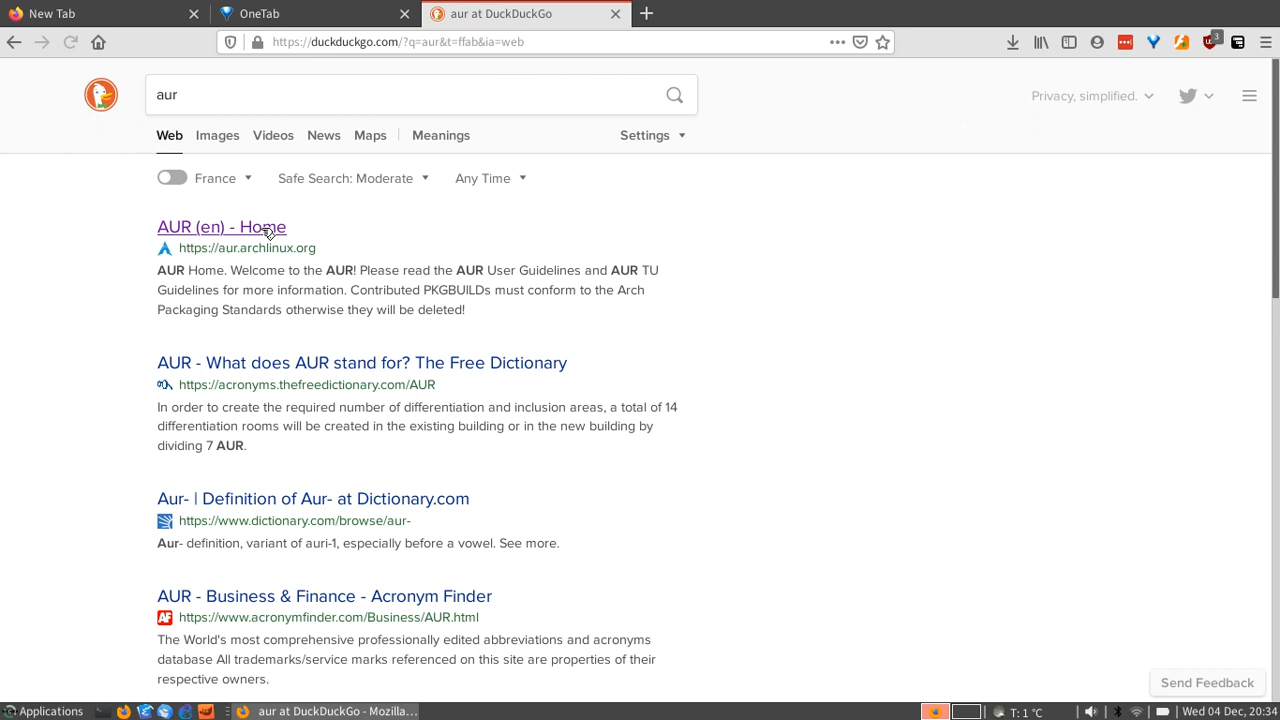 New Tab
OneTab
aur at DuckDuckGo
https://duckduckgo.com/?q=aur&t=ffab&ia=web
3
aur
Privacy, simplified.
Web Images Videos News Maps Meanings Settings
France Safe Search: Moderate Any Time
AUR (en) - Home
https://aur.archlinux.org
AUR Home. Welcome to the AUR! Please read the AUR User Guidelines and AUR TU
Guidelines for more information. Contributed PKGBUILDs must conform to the Arch
Packaging Standards otherwise they will be deleted!
AUR - What does AUR stand for? The Free Dictionary
https://acronyms.thefreedictionary.com/AUR
In order to create the required number of differentiation and inclusion areas, a total of 14
differentiation rooms will be created in the existing building or in the new building by
dividing 7 AUR.
Aur- | Definition of Aur- at Dictionary.com
https://www.dictionary.com/browse/aur-
Aur- definition, variant of auri-1, especially before a vowel. See more.
AUR - Business & Finance - Acronym Finder
AF
https://www.acronymfinder.com/Business/AUR.html
The World's most comprehensive professionally edited abbreviations and acronyms
database All trademarks/service marks referenced on this site are properties of their
respective owners.
Send Feedback
Applications
aur at DuckDuckGo - Mozilla...
T: 1 °C
Wed 04 Dec, 20:34